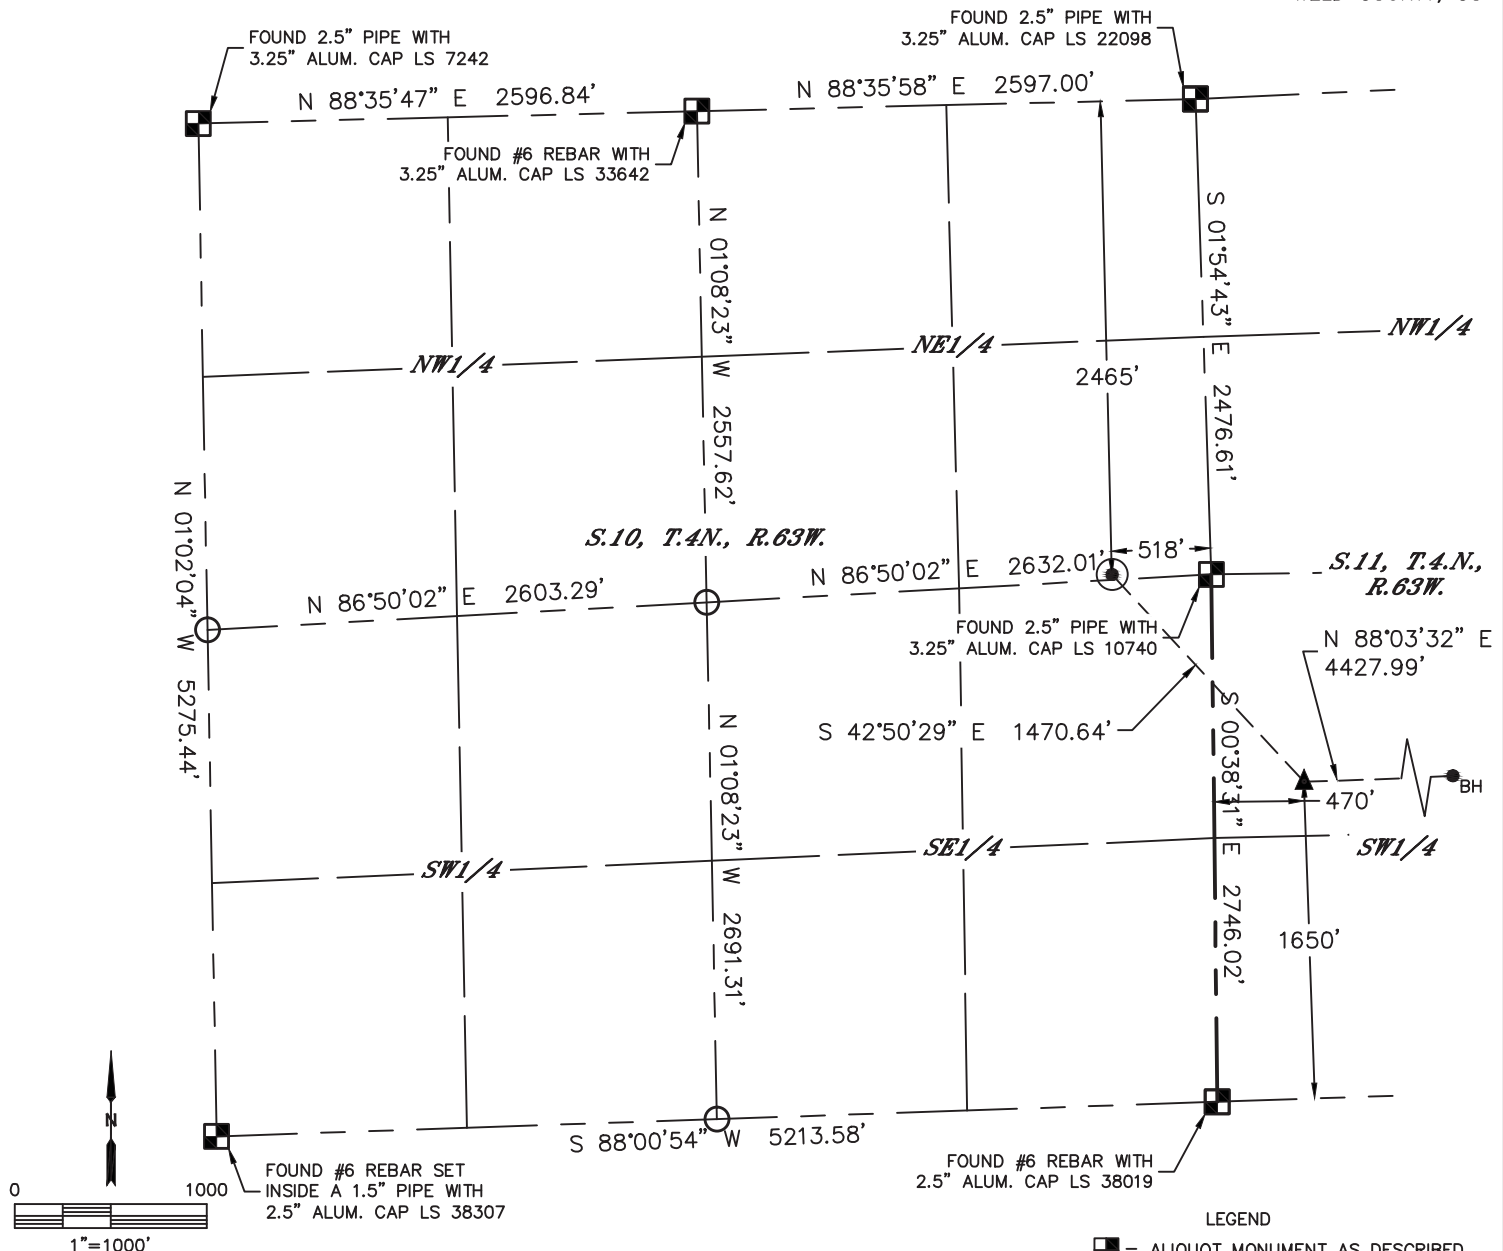 FOUND 2.5" PIPE WITH
3.25" ALUM. CAP LS 7242
FOUND 2.5" PIPE WITH
3.25" ALUM. CAP LS 22098
N 88°35'47" E 2596.84'
N 88°35'58" E 2597.00'
FOUND #6 REBAR WITH
3.25" ALUM. CAP LS 33642
N 01°08'23" W 2557.62'
S 01°54'43" E 2476.61'
NW1/4
NE1/4
NW1/4
2465'
N 01°02'04" W 5275.44'
S.10, T.4N., R.63W.
518'
S.11, T.4.N.,
R.63W.
N 86°50'02" E 2603.29'
N 86°50'02" E 2632.01'
FOUND 2.5" PIPE WITH
3.25" ALUM. CAP LS 10740
N 88°03'32" E
4427.99'
S 42°50'29" E 1470.64'
S 00°38'31" E 2746.02'
N 01°08'23" W 2691.31'
BH
470'
SW1/4
SE1/4
SW1/4
1650'
N
S 88°00'54" W 5213.58'
FOUND #6 REBAR SET
INSIDE A 1.5" PIPE WITH
2.5" ALUM. CAP LS 38307
FOUND #6 REBAR WITH
2.5" ALUM. CAP LS 38019
0 1000
1"=1000'
LEGEND
= ALIQUOT MONUMENT AS DESCRIBED